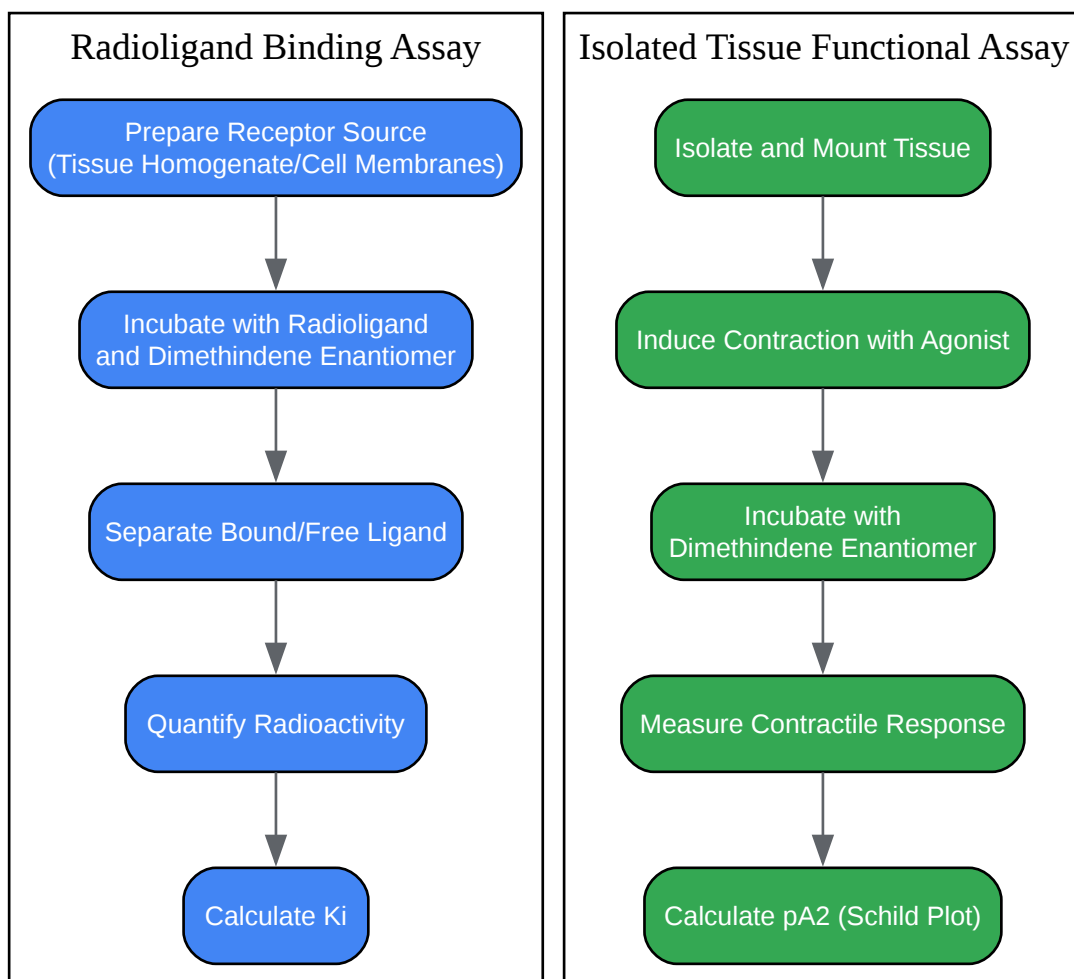 Radioligand Binding Assay
Prepare Receptor Source
(Tissue Homogenate/Cell Membranes)
Incubate with Radioligand
and Dimethindene Enantiomer
Separate Bound/Free Ligand
Quantify Radioactivity
Calculate Ki
Isolated Tissue Functional Assay
Isolate and Mount Tissue
Induce Contraction with Agonist
Incubate with
Dimethindene Enantiomer
Measure Contractile Response
Calculate pA2 (Schild Plot)